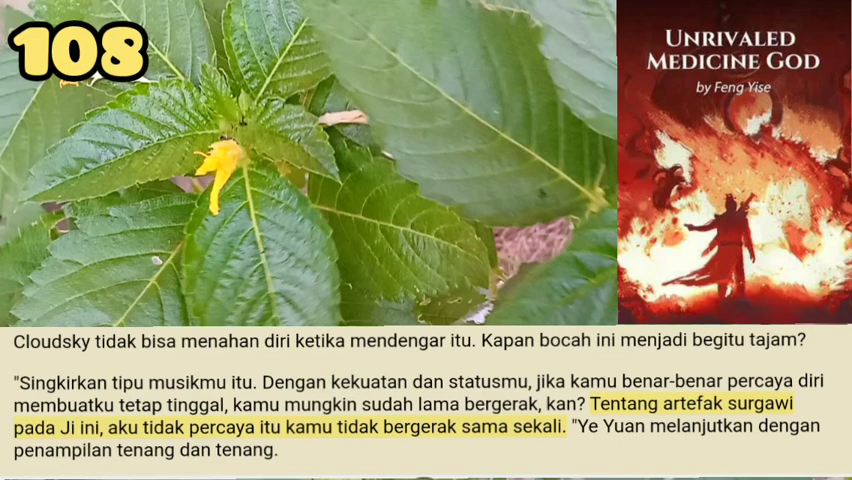 108
UNRIVALED
MEDICINE GOD
by Feng Yise
Cloudsky tidak bisa menahan diri ketika mendengar itu. Kapan bocah ini menjadi begitu tajam?
"Singkirkan tipu musikmu itu. Dengan kekuatan dan statusmu, jika kamu benar-benar percaya diri
membuatku tetap tinggal, kamu mungkin sudah lama bergerak, kan? Tentang artefak surgawi
pada Ji ini, aku tidak percaya itu kamu tidak bergerak sama sekali. "Ye Yuan melanjutkan dengan
penampilan tenang dan tenang.